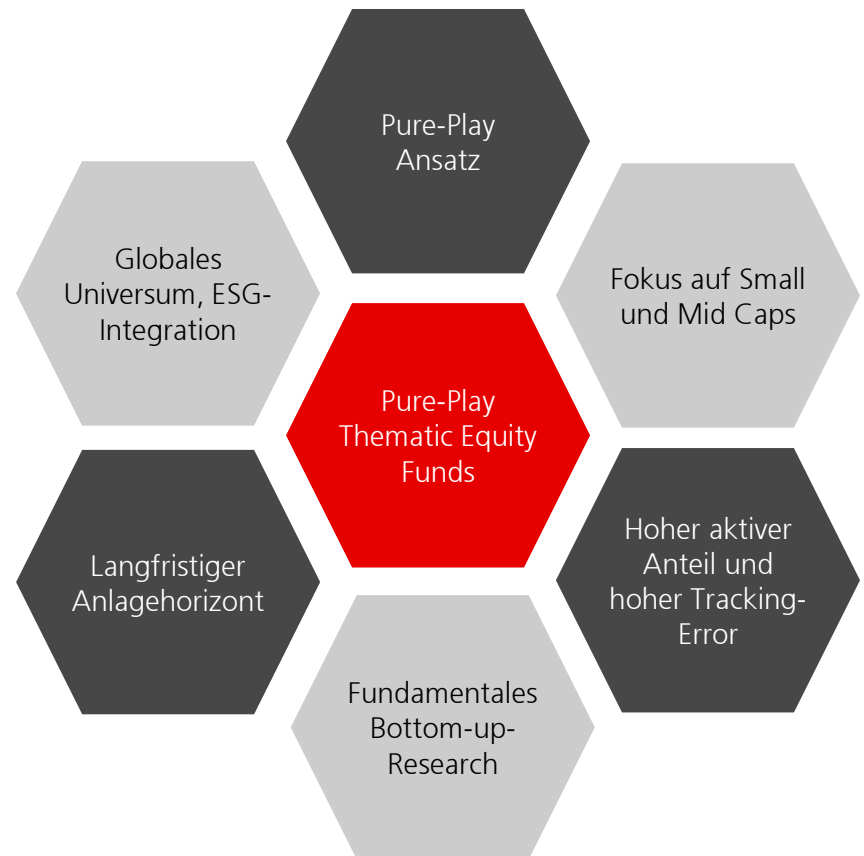 Pure-Play
Ansatz
Globales
Universum, ESG-
Integration
Fokus auf Small
und Mid Caps
Pure-Play
Thematic Equity
Funds
Langfristiger
Anlagehorizont
Hoher aktiver
Anteil und
hoher Tracking-
Error
Fundamentales
Bottom-up-
Research